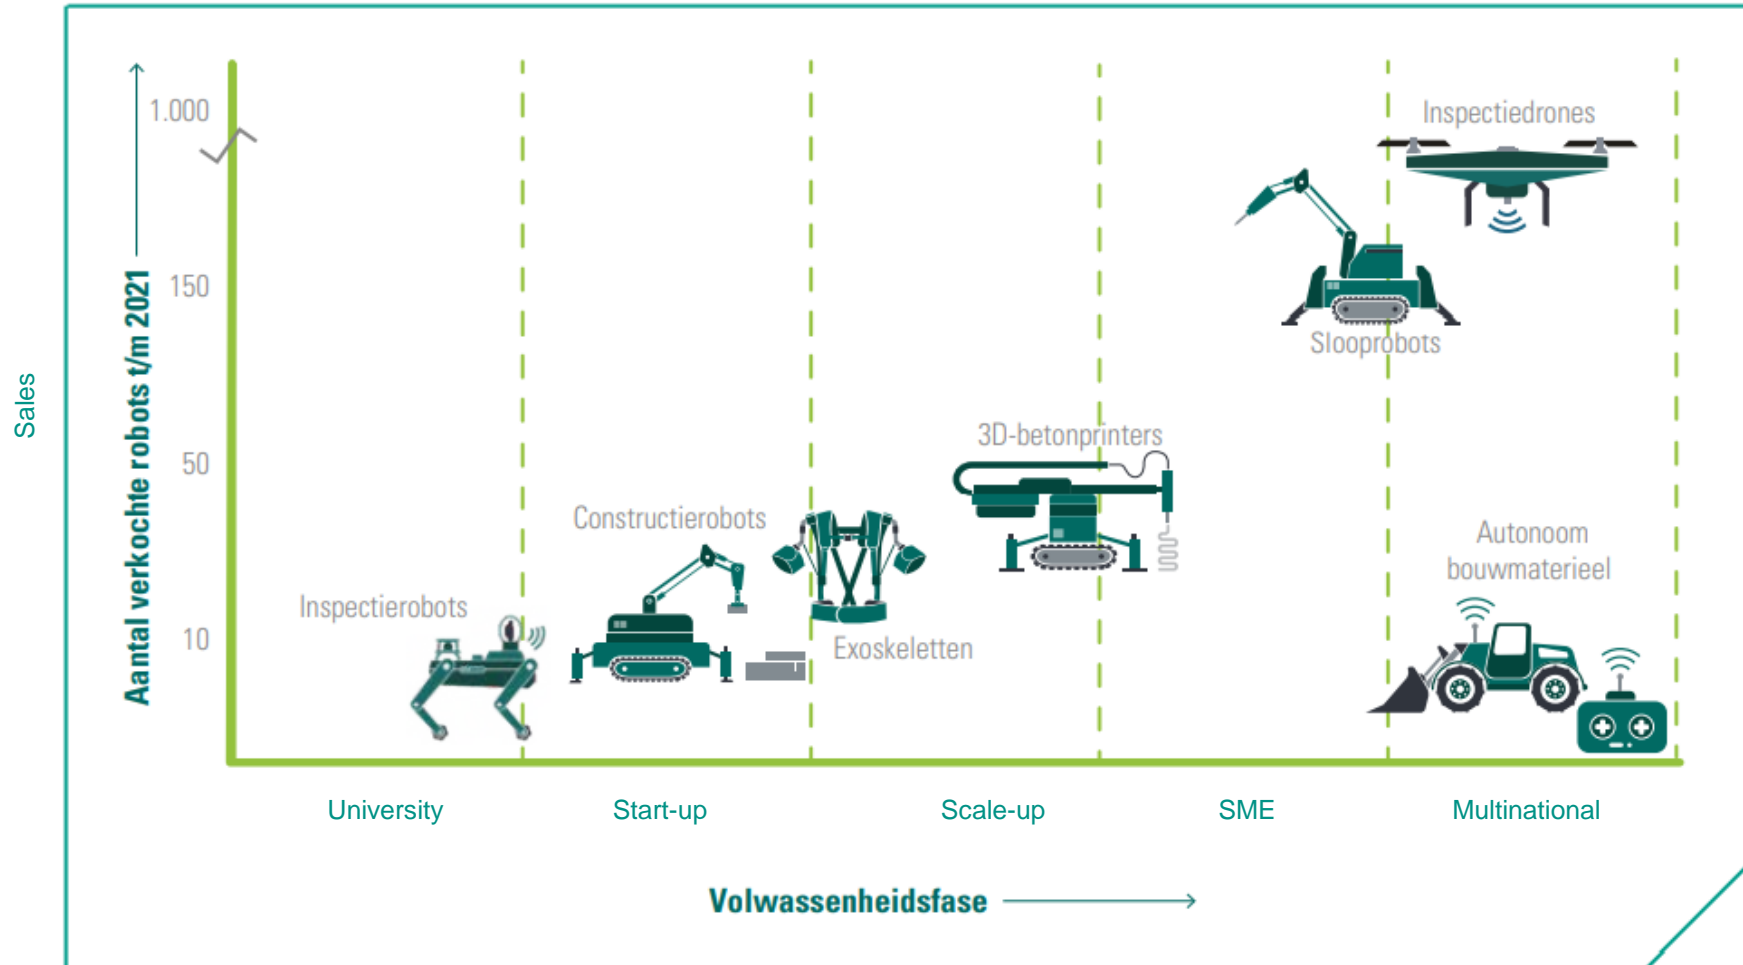 1.000
150
50
10
Sales
Aantal verkochte robots t/m 2021
Inspectiedrones
Slooprobots
3D-betonprinters
Constructierobots
Autonoom
bouwmaterieel
Inspectierobots
Exoskeletten
University
Start-up
Scale-up
SME
Multinational
Volwassenheidsfase